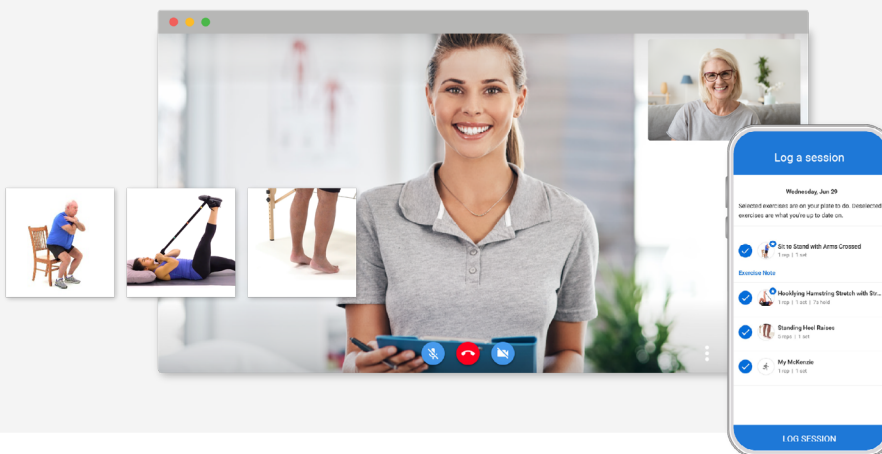 Log a session
Wednesday, Jun 29
Selected exercises are on your plate to do. Deselected
exercises are what you're up to date on.
Sit to Stand with Arms Crossed
1 rep | 1 set
Exercise Note
Hooklying Hamstring Stretch with Str...
1 rep | 1 set | 7s hold
Standing Heel Raises
5 reps | 1 set
My McKenzie
1 rep | 1 set
LOG SESSION